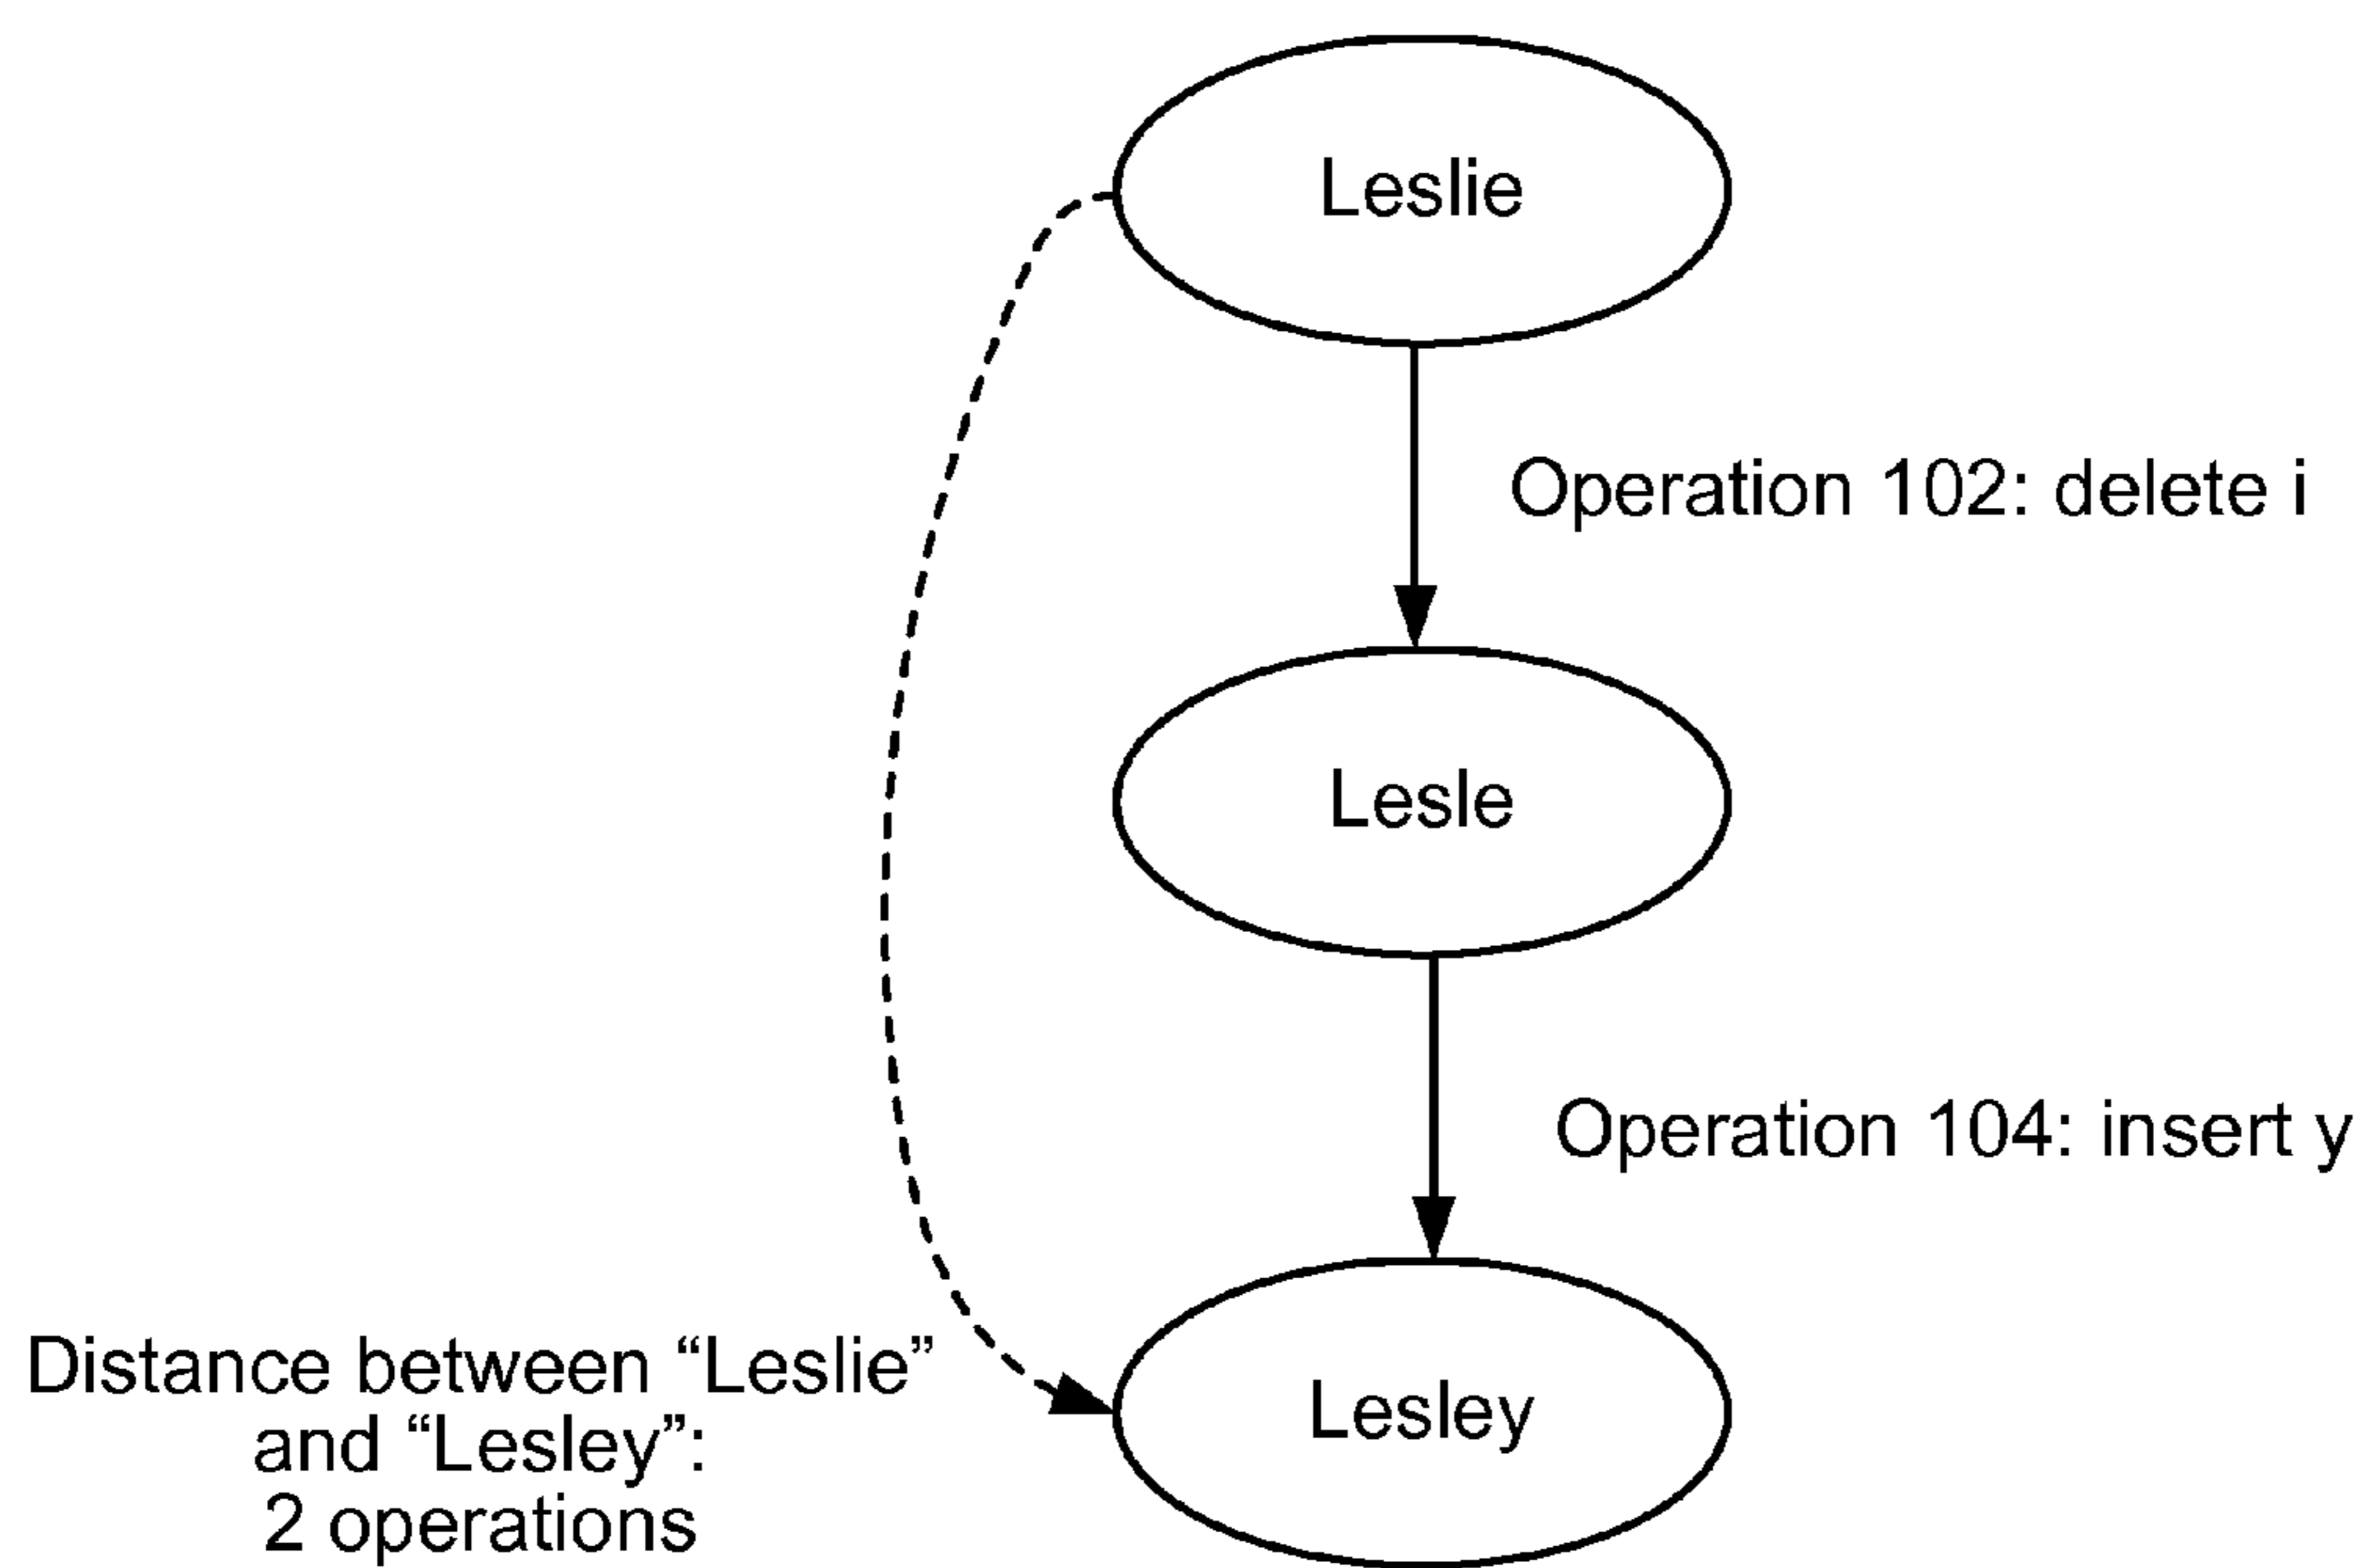 Leslie
Operation 102: delete i
Lesle
Operation 104: insert y
Distance between “Leslie”
and “Lesley”:
2 operations
Lesley